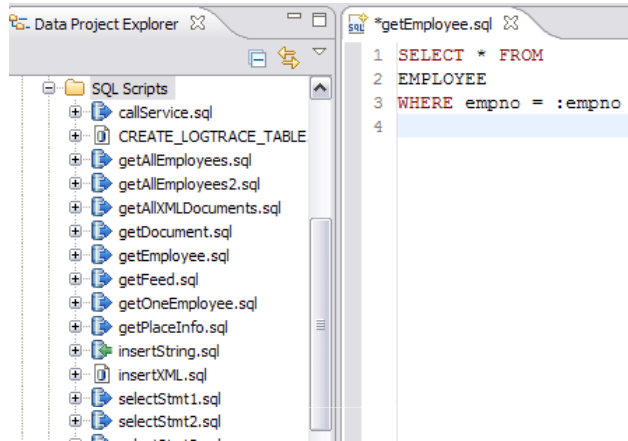 Data Project Explorer
SQL Scripts
callService.sql
CREATE_LOGTRACE_TABLE
getAllEmployees.sql
getAllEmployees2.sql
getAllXMLDocuments.sql
getDocument.sql
getEmployee.sql
getFeed.sql
getOneEmployee.sql
getPlaceInfo.sql
insertString.sql
insertXML.sql
selectStmt1.sql
selectStmt2.sql
*getEmployee.sql
1 SELECT * FROM
2 EMPLOYEE
3 WHERE empno = :empno
4